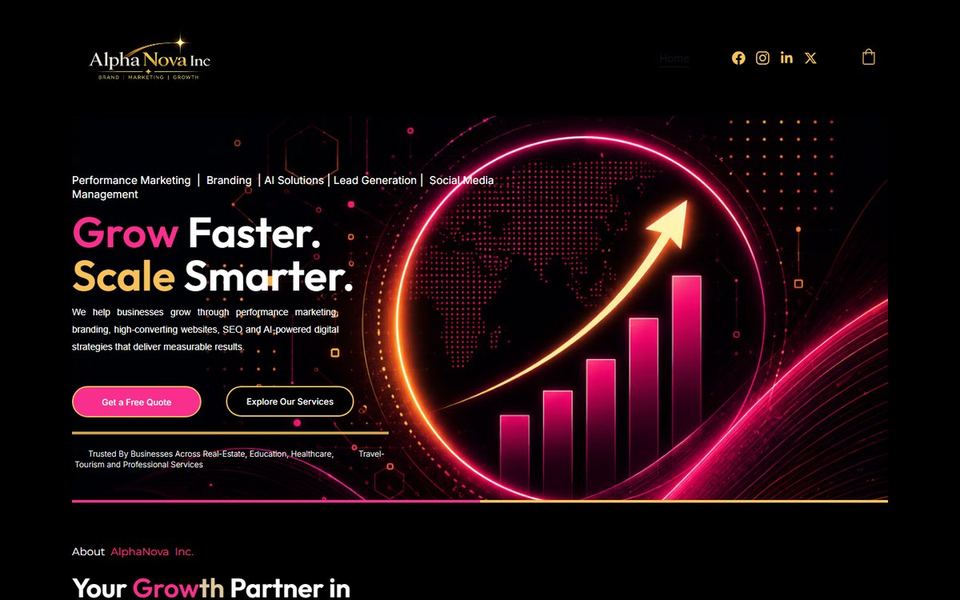 Alpha Nova Inc
BRAND | MARKETING | GROWTH
Home
Performance Marketing | Branding | AI Solutions | Lead Generation | Social Media
Management
Grow Faster.
Scale Smarter.
We help businesses grow through performance marketing,
branding, high-converting websites, SEO and AI-powered digital
strategies that deliver measurable results.
Get a Free Quote
Explore Our Services
Trusted By Businesses Across Real-Estate, Education, Healthcare, Travel-
Tourism and Professional Services
About AlphaNova Inc.
Your Growth Partner in